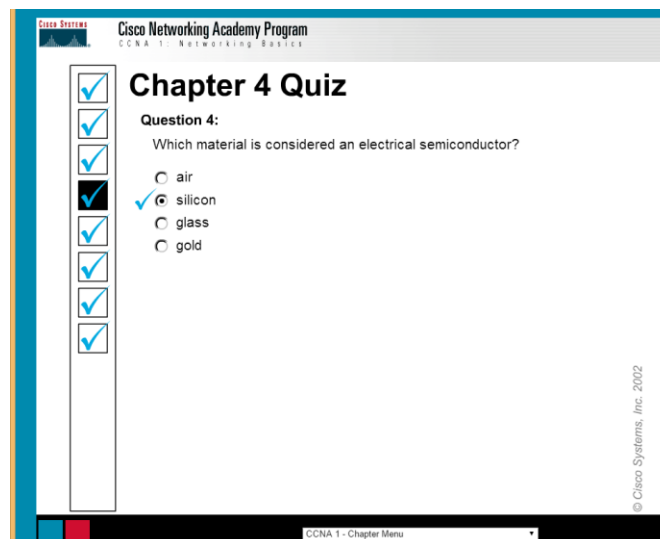 CISCO SYSTEMS
Cisco Networking Academy Program
CCNA 1: Networking Basics
Chapter 4 Quiz
Question 4:
Which material is considered an electrical semiconductor?
air
silicon
glass
gold
© Cisco Systems, Inc. 2002
CCNA 1 - Chapter Menu